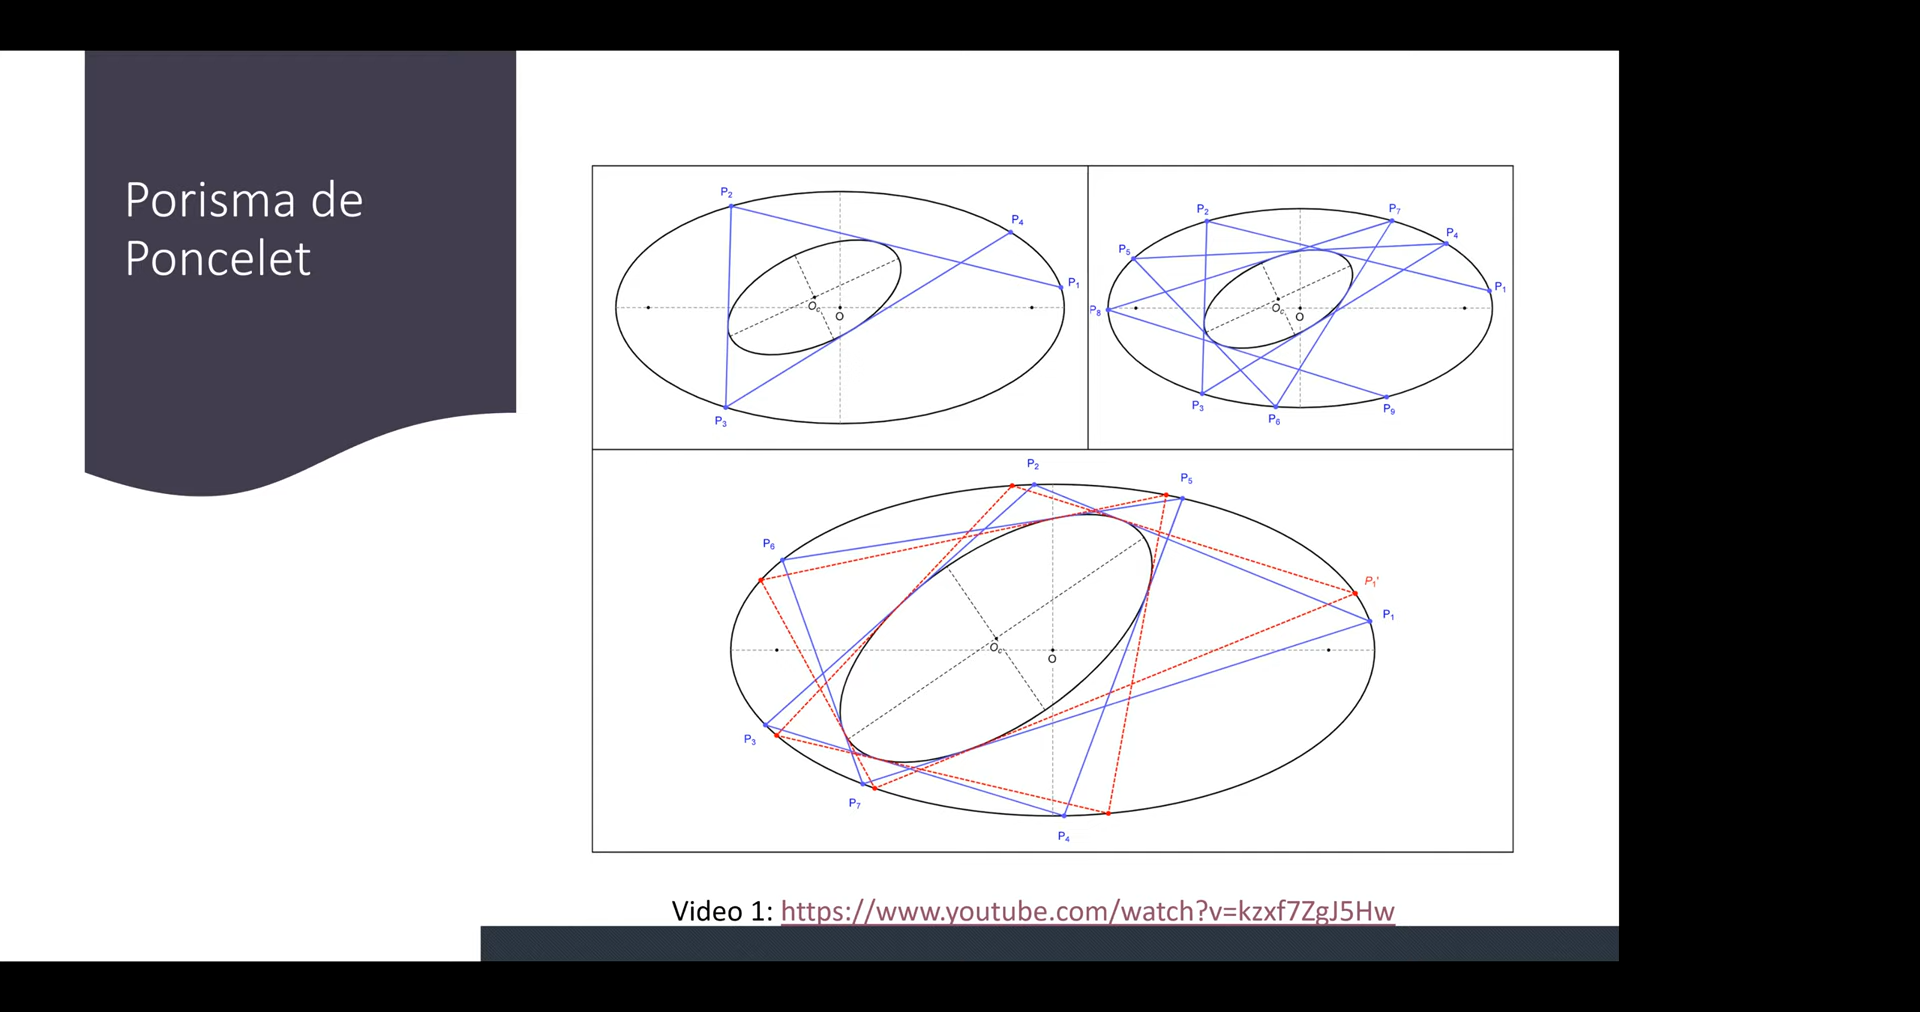 Porisma de
Poncelet
P₂
P₄
P₁
O꜀
O
P₃
P₂
P₇
P₄
P₅
P₁
P₈
O꜀
O
P₃
P₆
P₉
P₂
P₅
P₆
P₁'
P₁
O꜀
O
P₃
P₇
P₄
Video 1: https://www.youtube.com/watch?v=kzxf7ZgJ5Hw